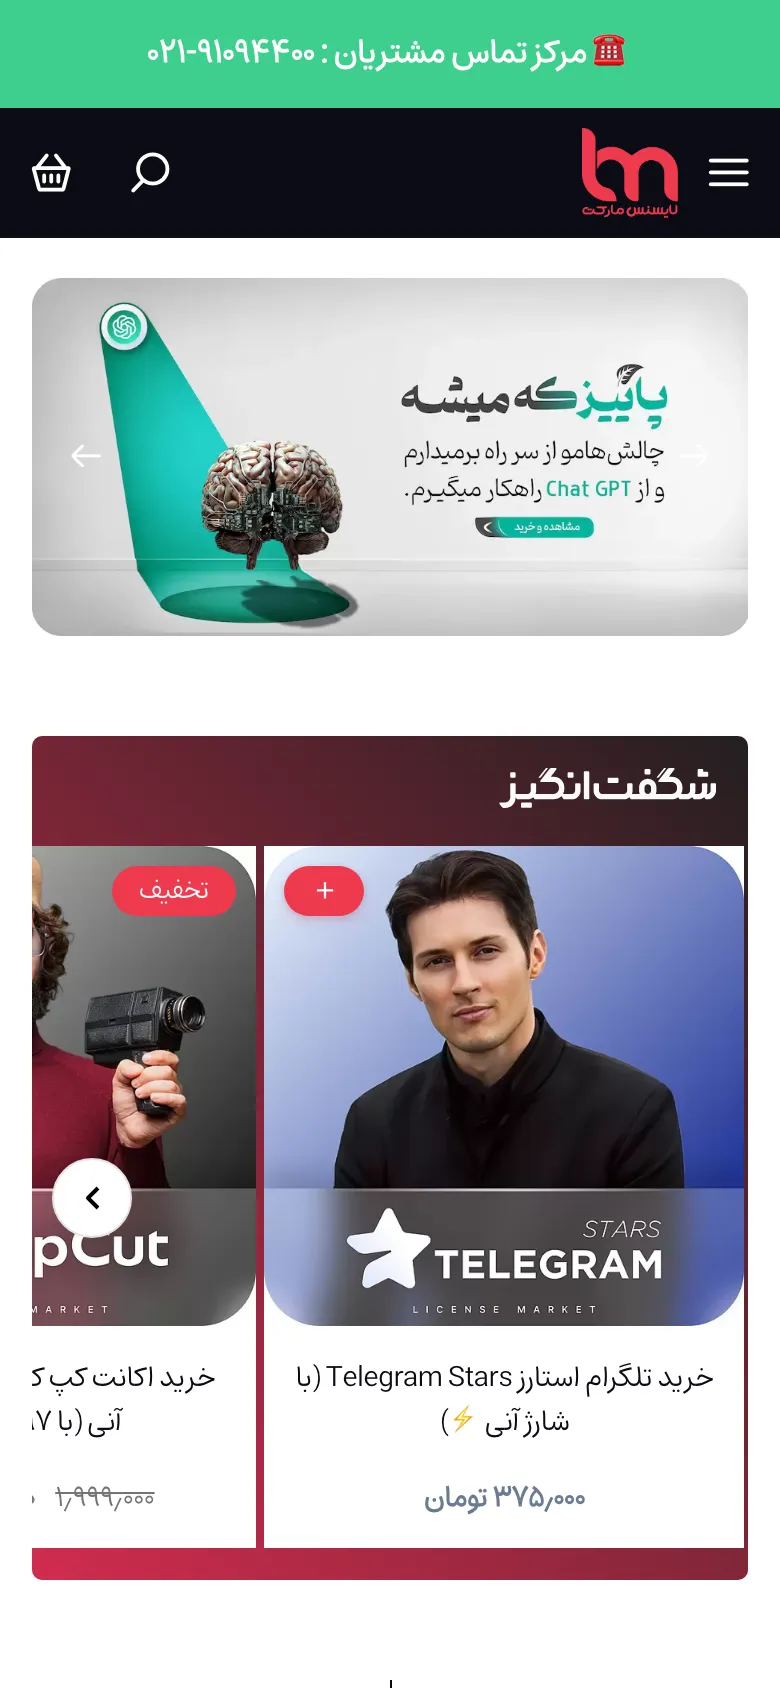 ☎️ مرکز تماس مشتریان : ۹۱۰۹۴۴۰۰-۰۲۱
لایسنس مارکت
پاییز که میشه
چالش‌هامو از سر راه برمیدارم
و از Chat GPT راهکار میگیرم.
مشاهده و خرید
شگفت‌انگیز
+
STARS
TELEGRAM
LICENSE MARKET
خرید تلگرام استارز Telegram Stars (با
شارژ آنی ⚡)
۳۷۵,۰۰۰ تومان
تخفیف
pCut
MARKET
خرید اکانت کپ ک
آنی (با ۸۷
۱,۹۹۹,۰۰۰